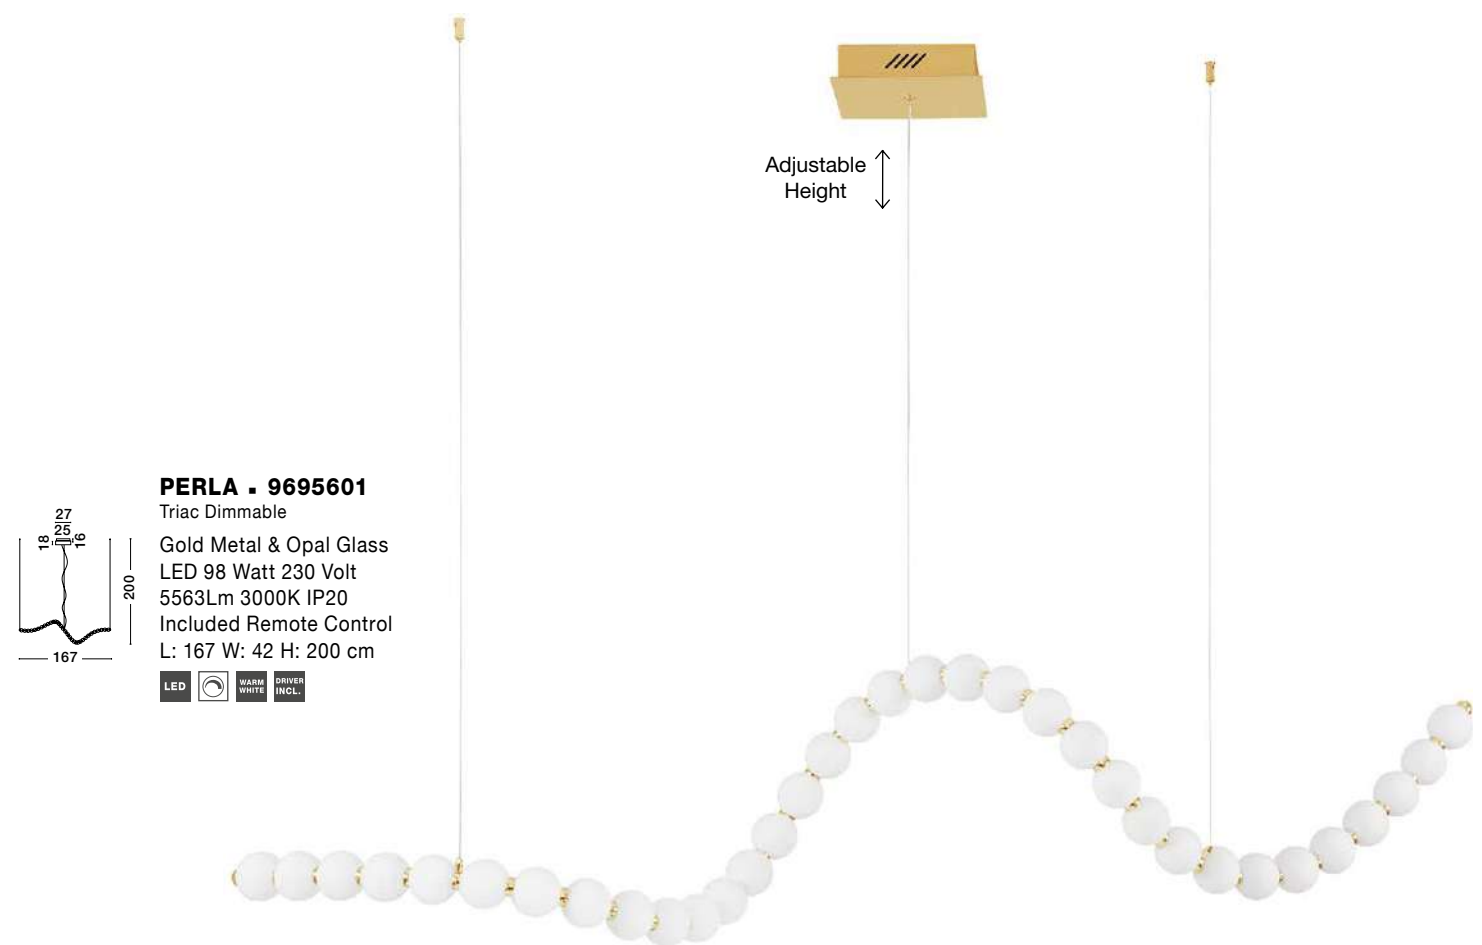 Adjustable
Height
PERLA ▪ 9695601
Triac Dimmable
Gold Metal & Opal Glass
LED 98 Watt 230 Volt
5563Lm 3000K IP20
Included Remote Control
L: 167 W: 42 H: 200 cm
27
25
18
16
200
167
LED
WARM
WHITE
DRIVER
INCL.